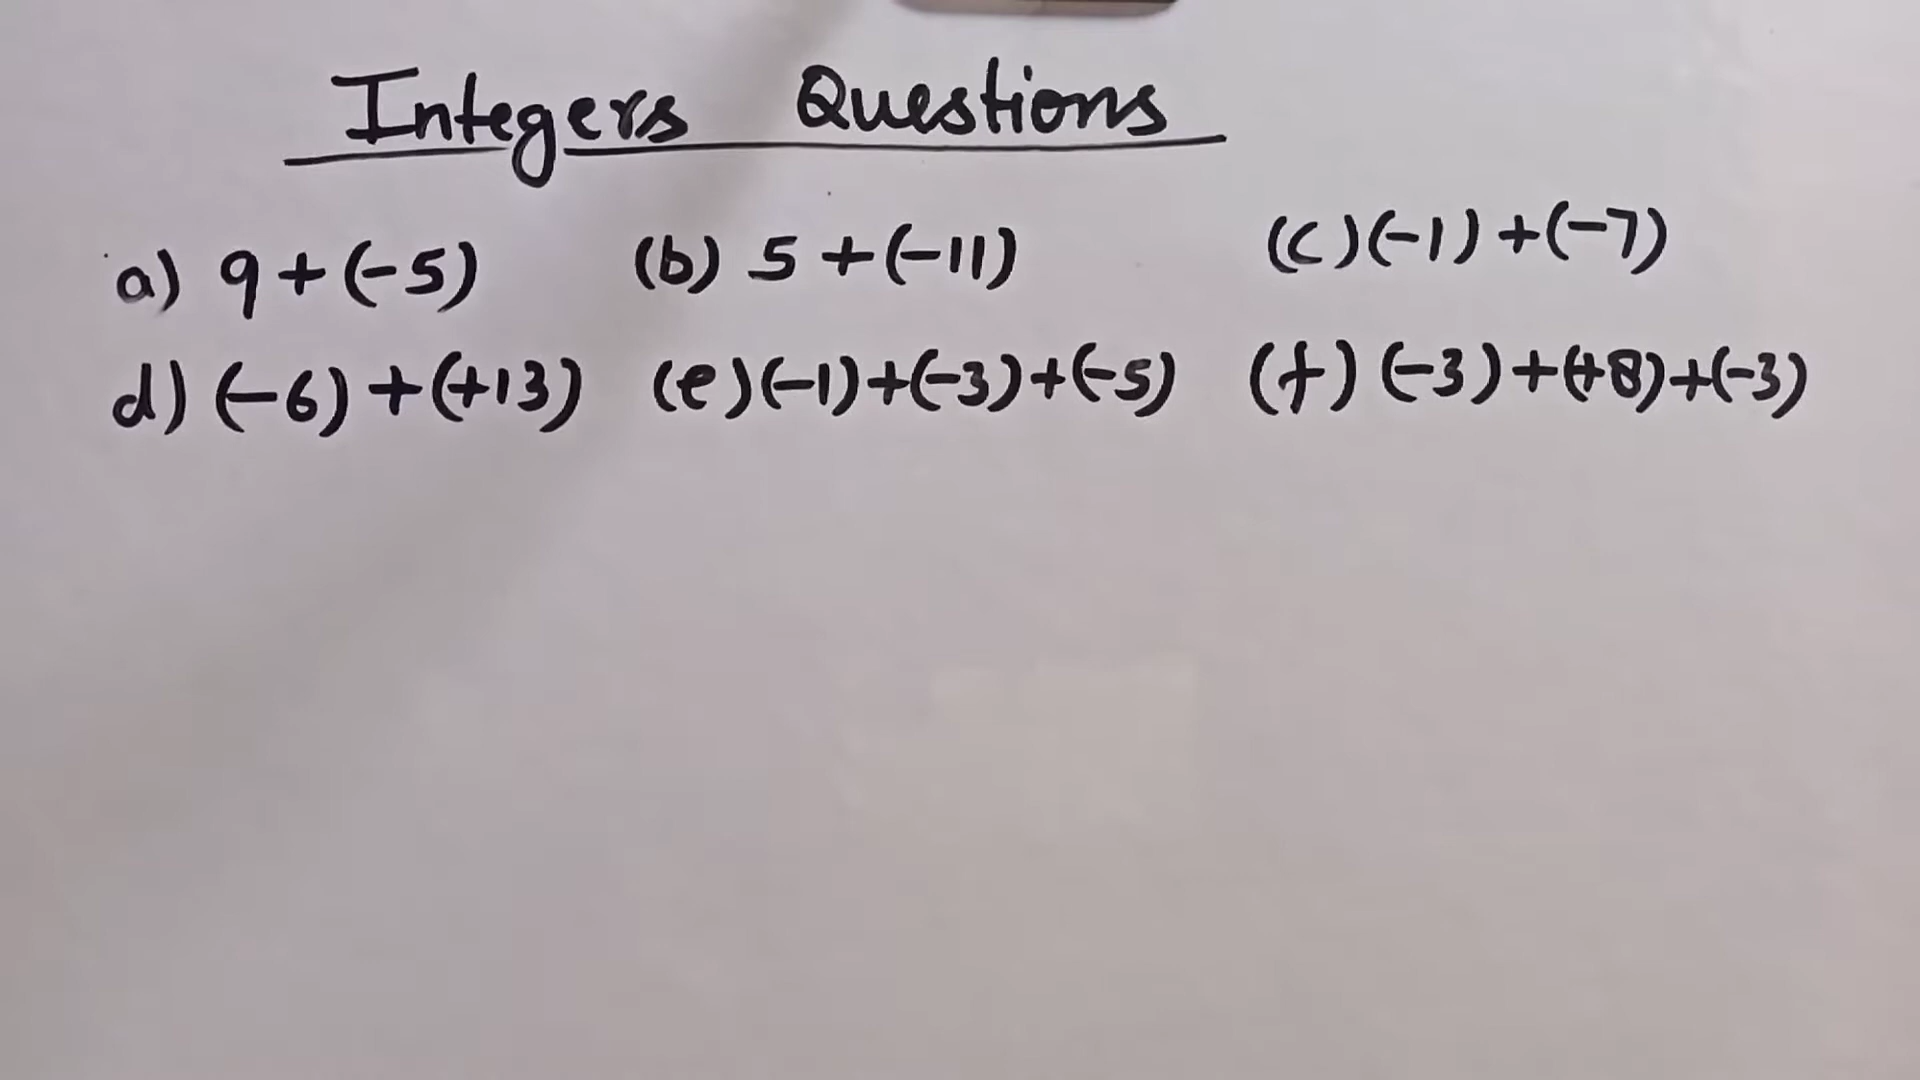 Integers Questions
a) 9+(-5) (b) 5+(-11) (c)(-1)+(-7)
d) (-6)+(+13) (e)(-1)+(-3)+(-5) (f) (-3)+(+8)+(-3)